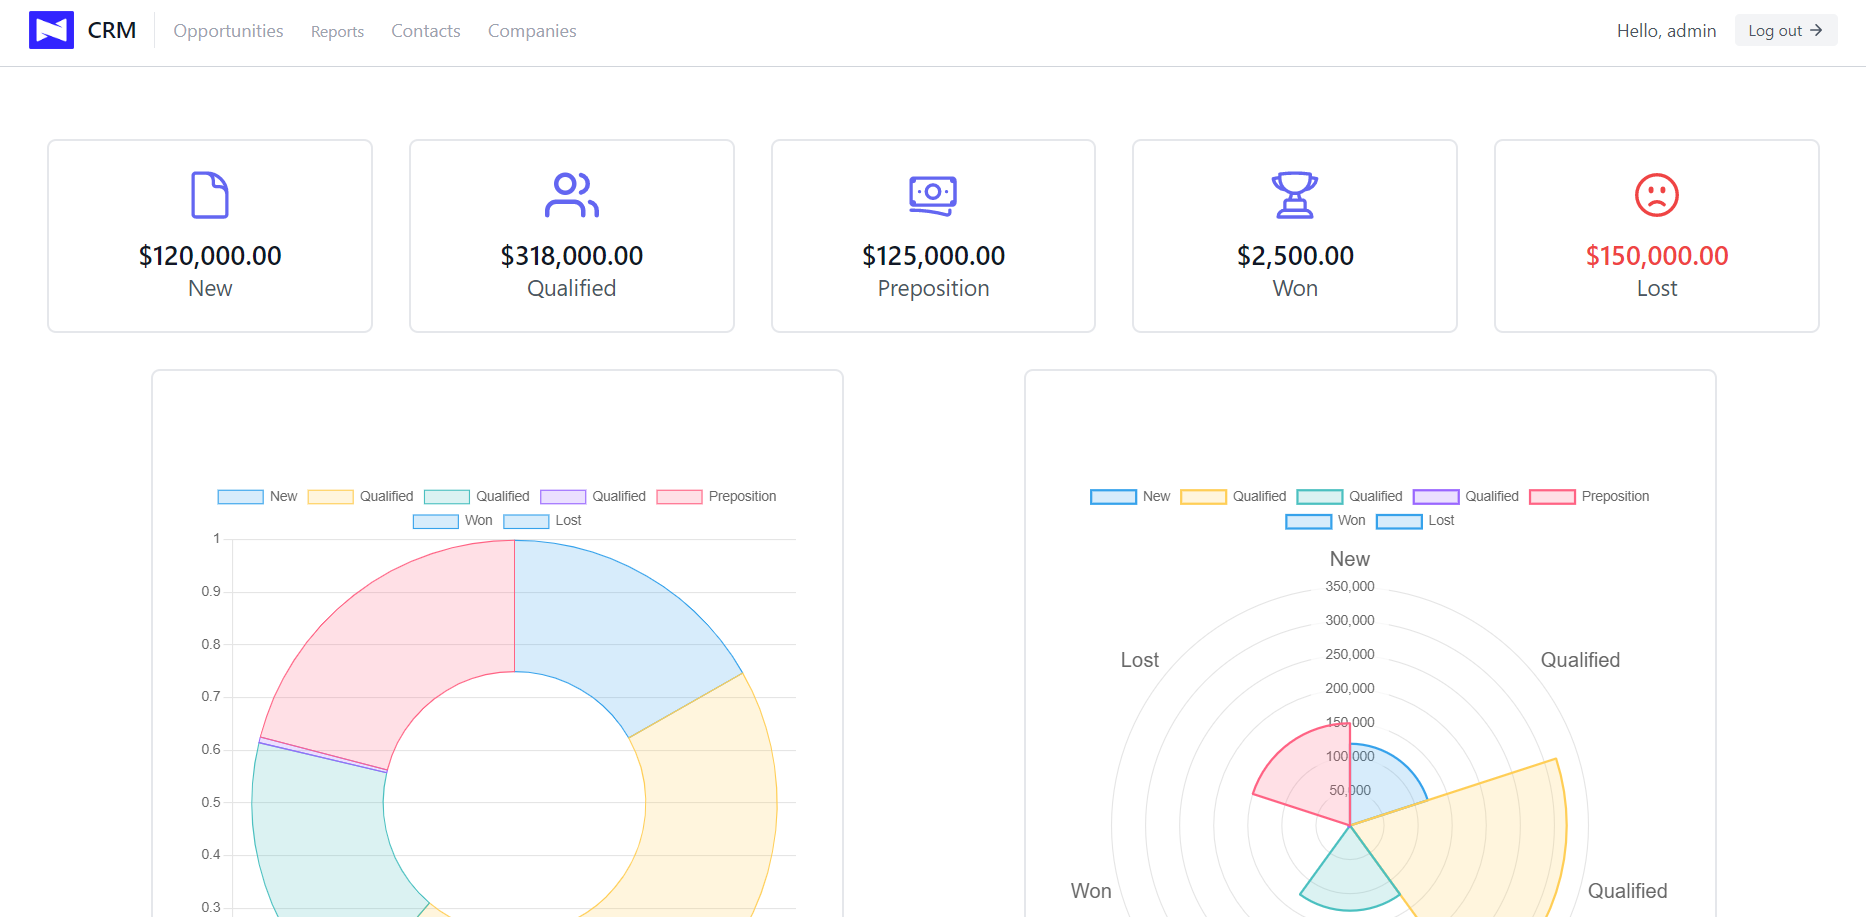 CRM Opportunities Reports Contacts Companies Hello, admin Log out →
$120,000.00 $318,000.00 $125,000.00 $2,500.00 $150,000.00
New Qualified Preposition Won Lost
New Qualified Qualified Qualified Preposition
Won Lost
1
0.9
0.8
0.7
0.6
0.5
0.4
0.3
New Qualified Qualified Qualified Preposition
Won Lost
New
350,000
300,000
250,000
Lost Qualified
200,000
150,000
100,000
50,000
Won Qualified